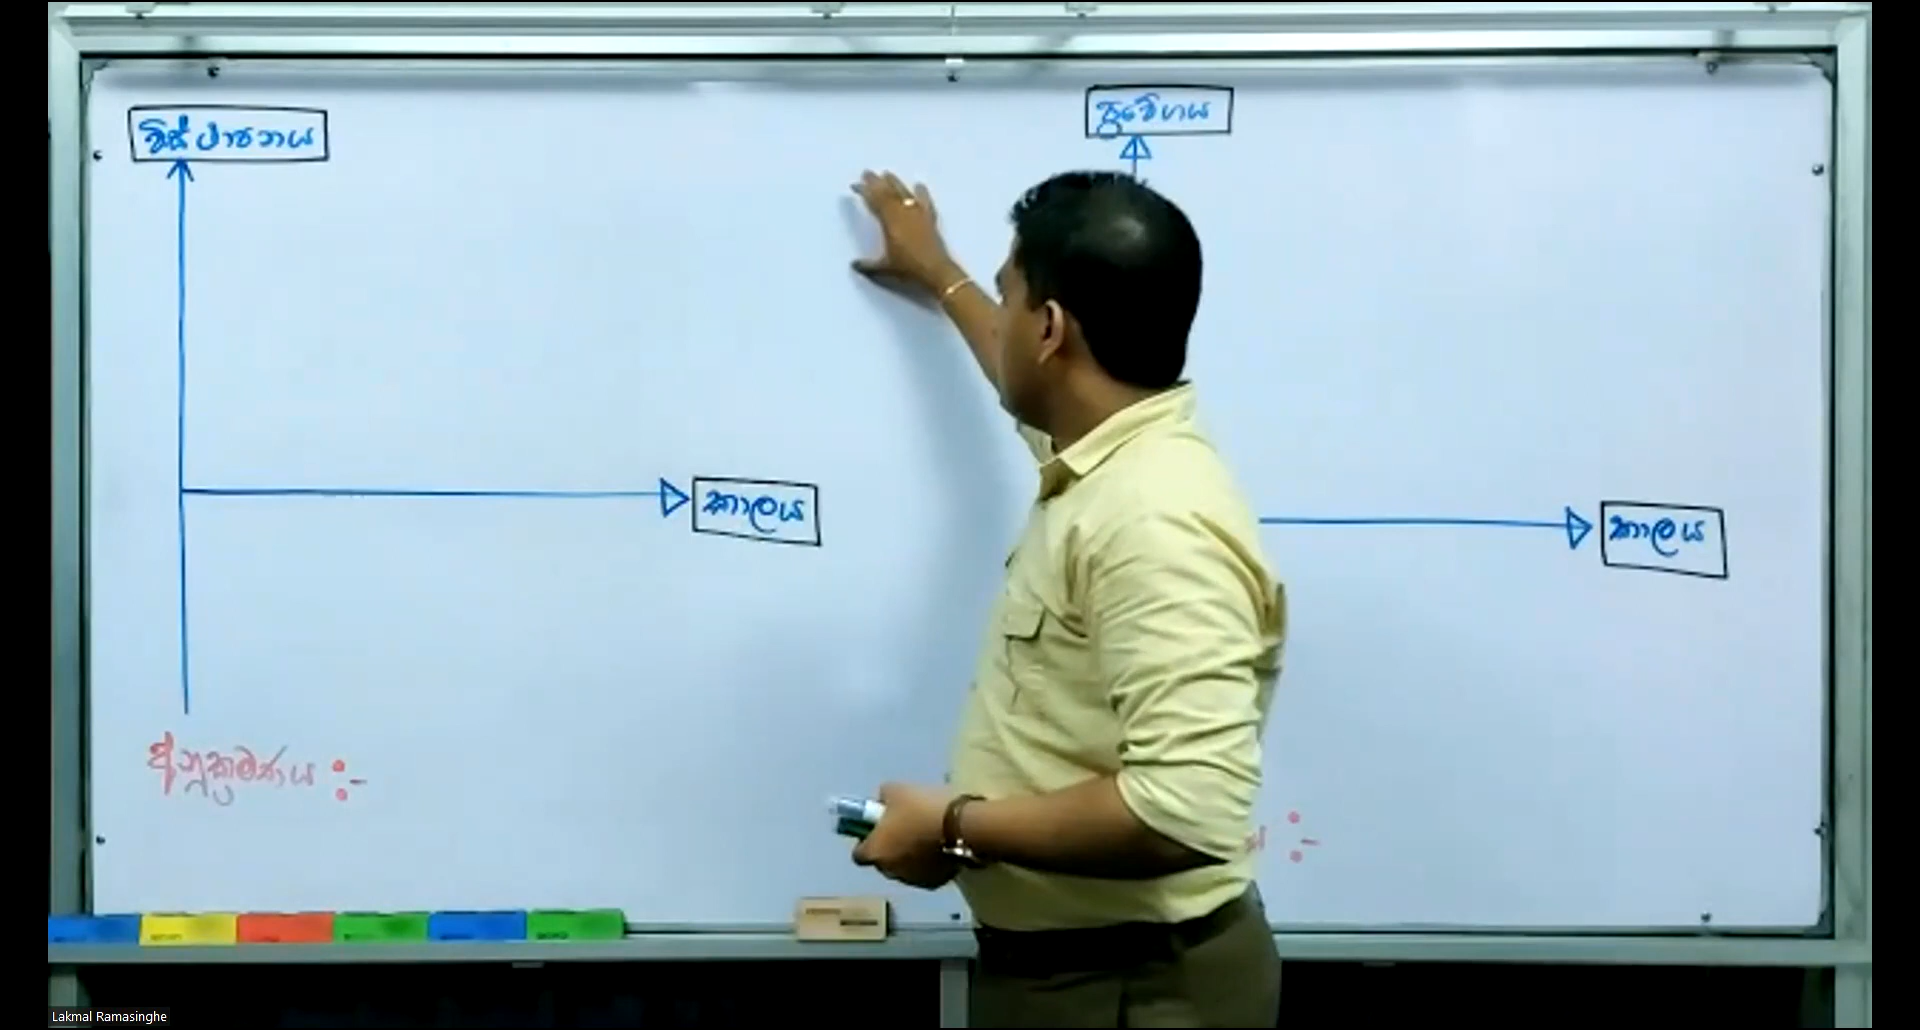 විස්ථාපනය
ප්‍රවේගය
කාලය
කාලය
අනුක්‍රමණය :-
:-
Lakmal Ramasinghe